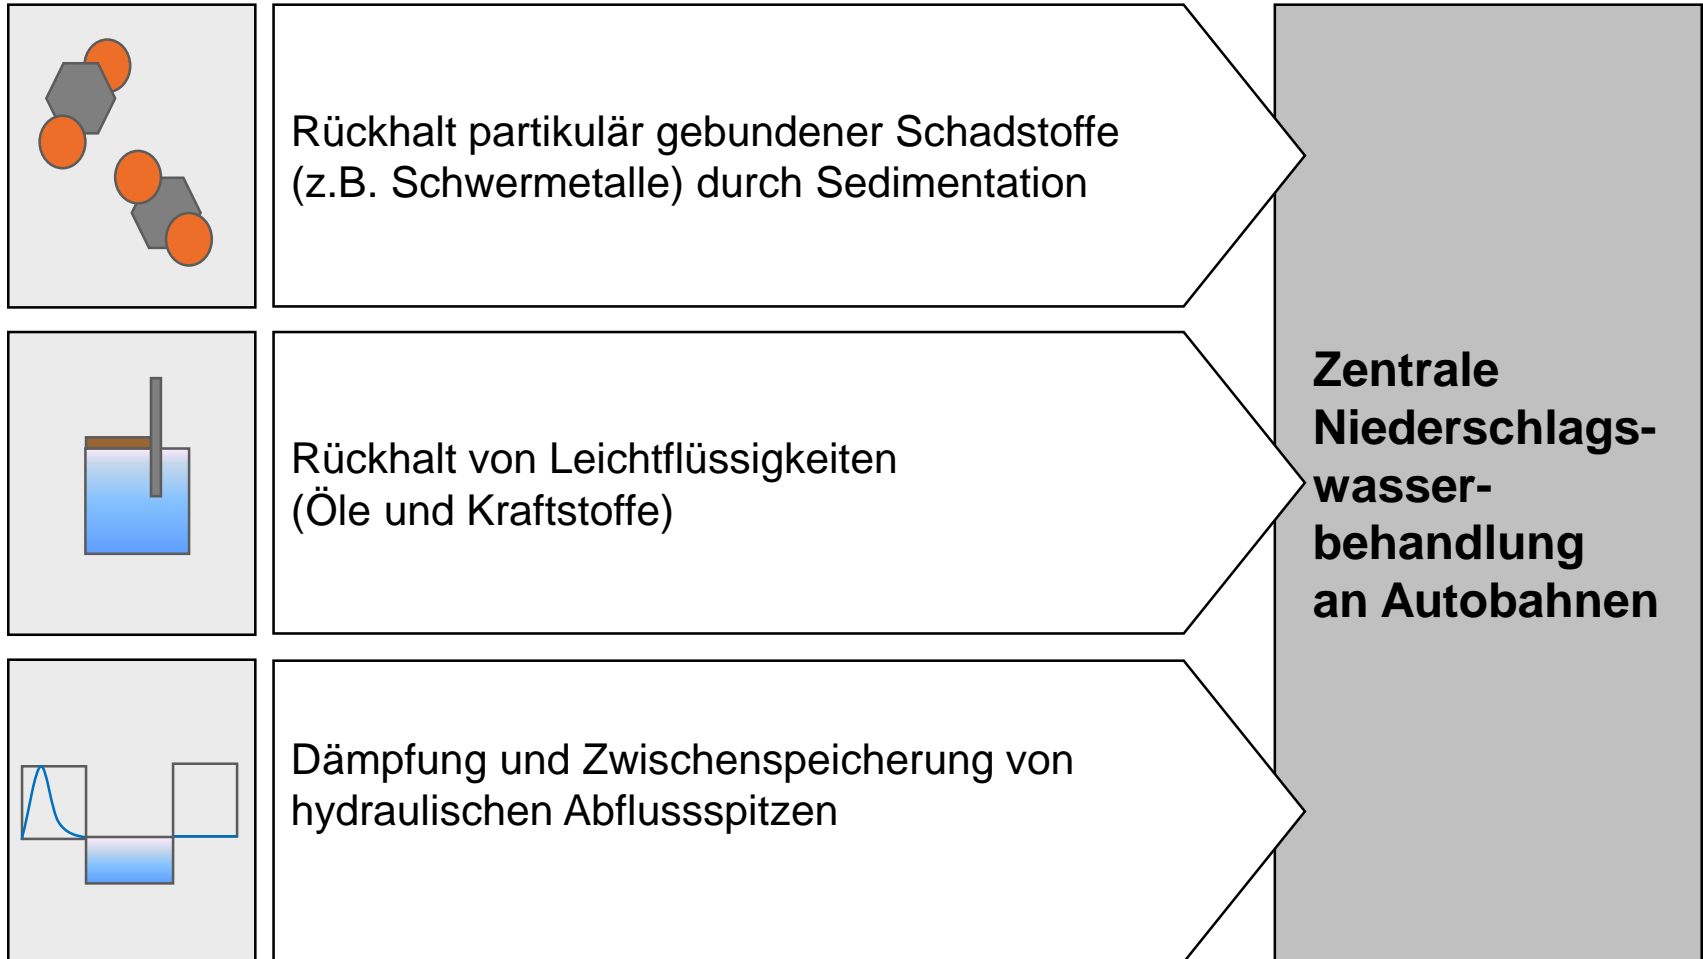 Rückhalt partikulär gebundener Schadstoffe
(z.B. Schwermetalle) durch Sedimentation
Rückhalt von Leichtflüssigkeiten
(Öle und Kraftstoffe)
Dämpfung und Zwischenspeicherung von
hydraulischen Abflussspitzen
Zentrale
Niederschlags-
wasser-
behandlung
an Autobahnen